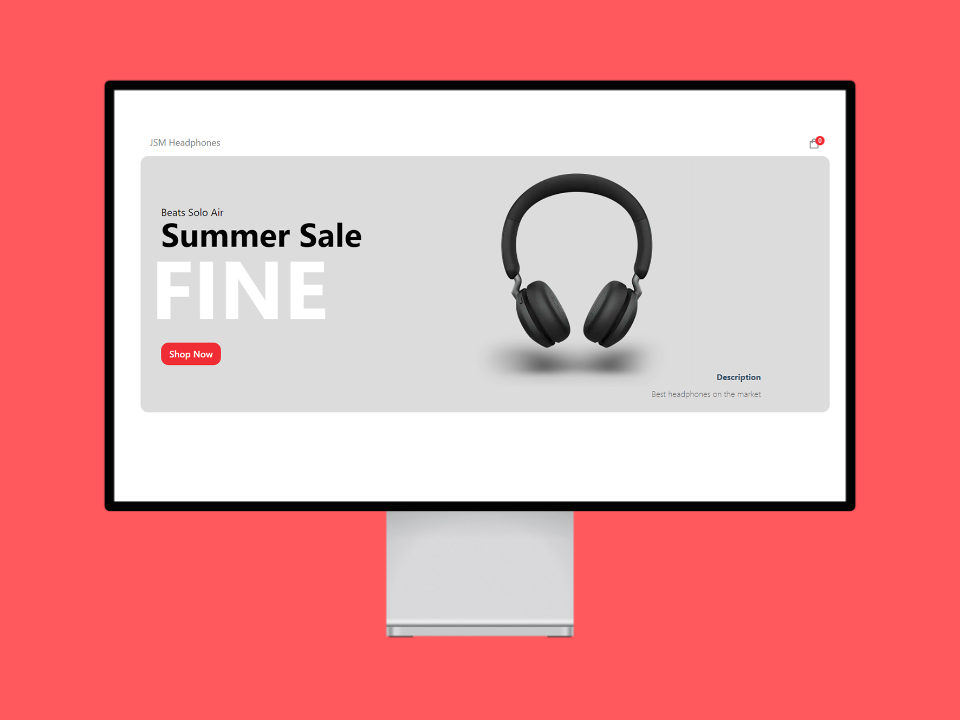 JSM Headphones
0
Beats Solo Air
Summer Sale
FINE
Shop Now
Description
Best headphones on the market